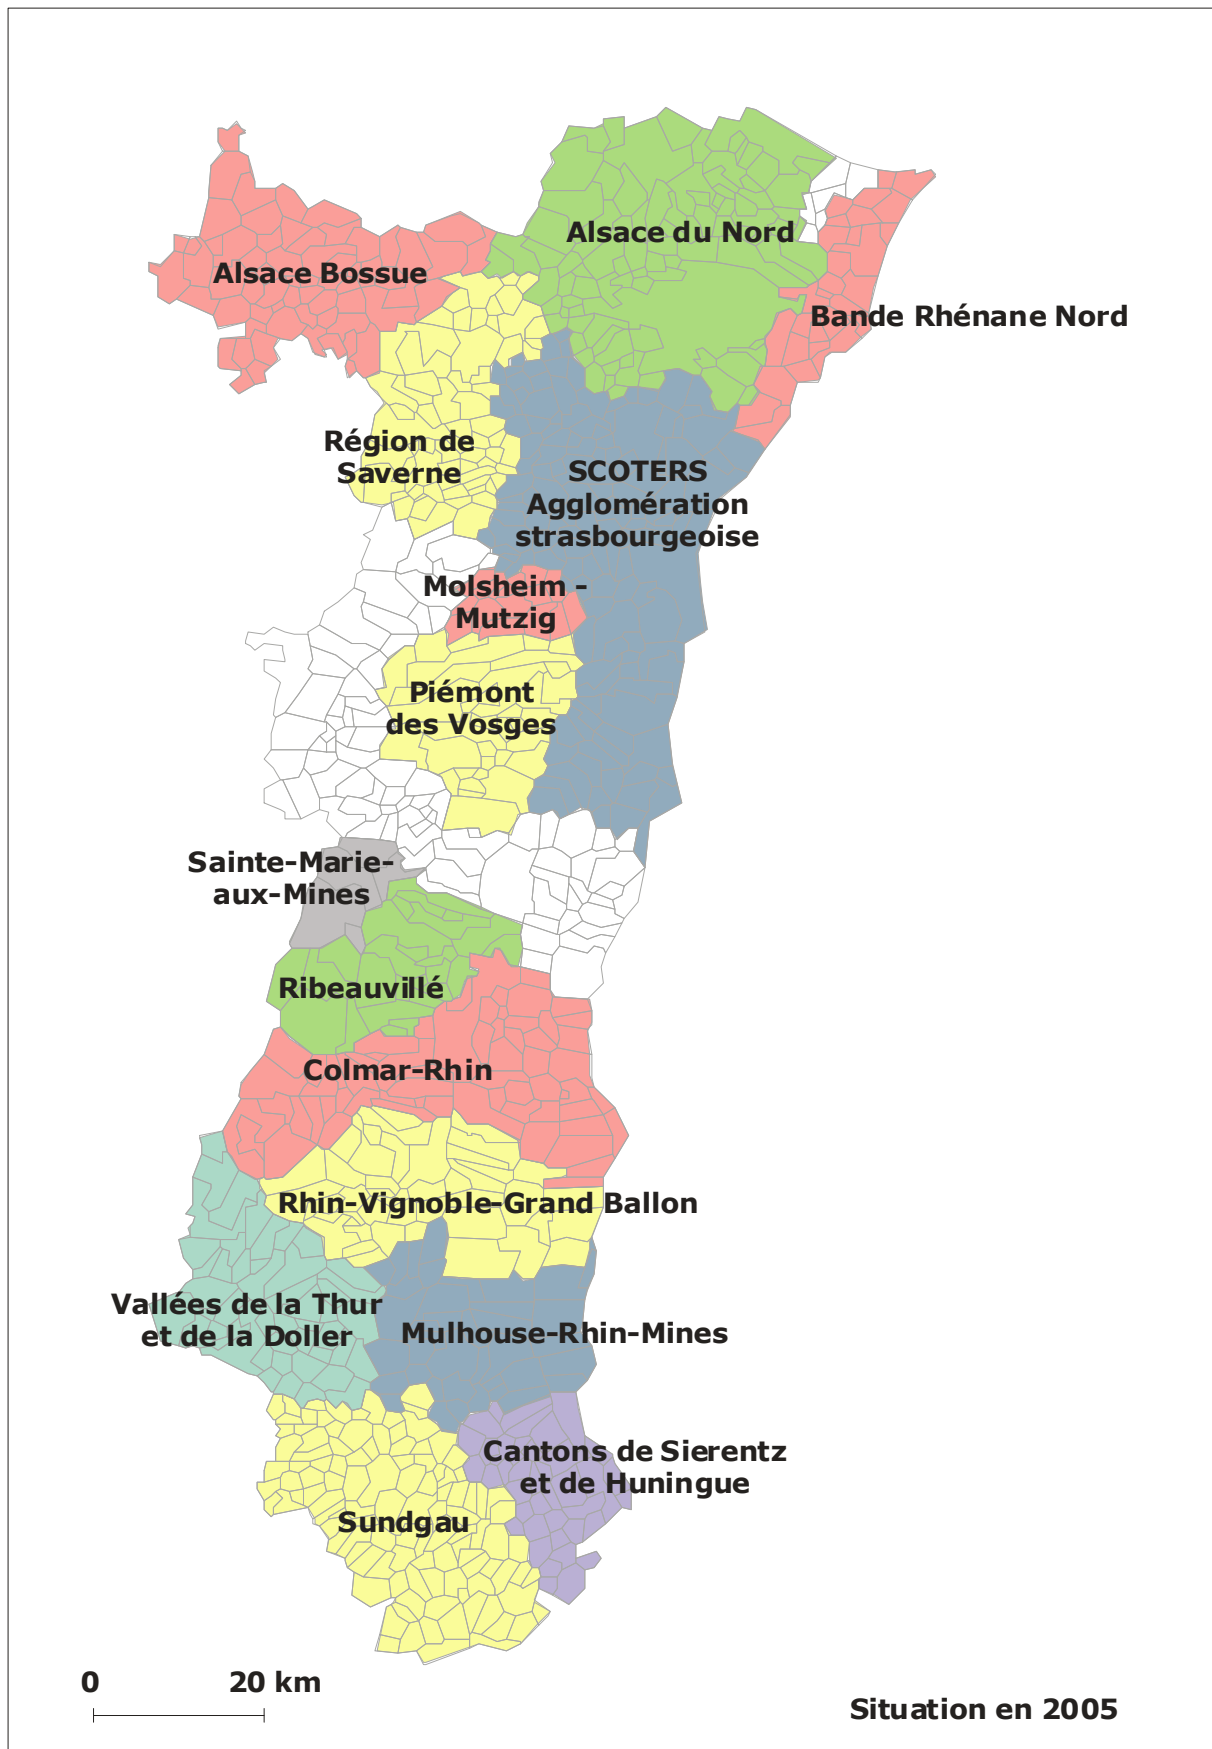 Alsace du Nord
Alsace Bossue
Bande Rhénane Nord
Région de
Saverne
SCOTERS
Agglomération
strasbourgeoise
Molsheim -
Mutzig
Piémont
des Vosges
Sainte-Marie-
aux-Mines
Ribeauvillé
Colmar-Rhin
Rhin-Vignoble-Grand Ballon
Vallées de la Thur
et de la Doller
Mulhouse-Rhin-Mines
Cantons de Sierentz
et de Huningue
Sundgau
0 20 km
Situation en 2005